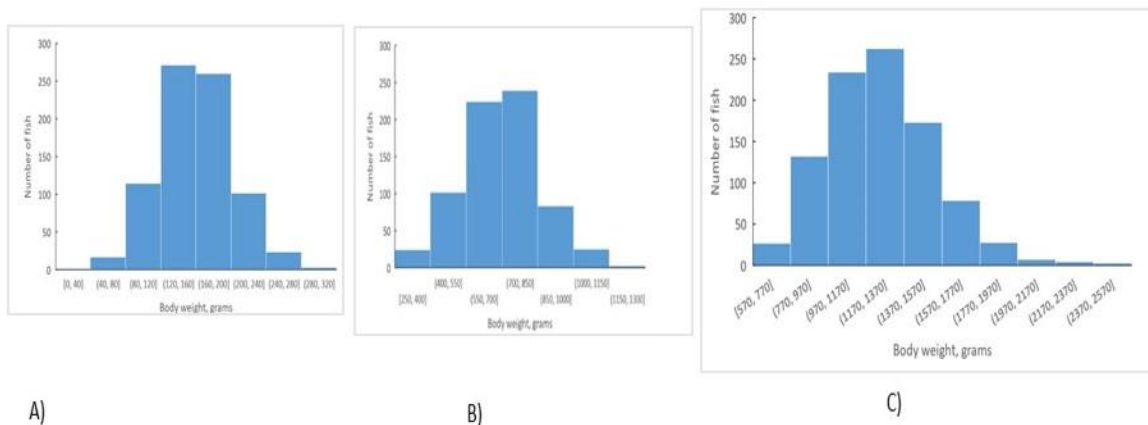 300
250
200
150
100
50
0
Number of fish
[0, 40] (40, 80] (80, 120] (120, 160] (160, 200] (200, 240] (240, 280] (280, 320]
Body weight, grams
A)
300
250
200
150
100
50
0
Number of fish
(400, 550] (700, 850] (1000, 1150]
[250, 400] (550, 700] (850, 1000] (1150, 1300]
Body weight, grams
B)
300
250
200
150
100
50
0
Number of fish
[570, 770] (770, 970] (970, 1170] (1170, 1370] (1370, 1570] (1570, 1770] (1770, 1970] (1970, 2170] (2170, 2370] (2370, 2570]
Body weight, grams
C)